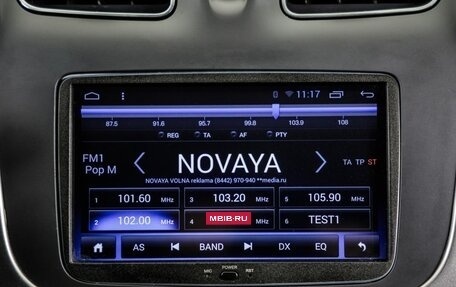 11:17
87.5 91.6 95.7 99.8 103.9 108
REG TA AF PTY
FM1
Pop M
NOVAYA
TA TP ST
NOVAYA VOLNA reklama (8442) 970-940 **media.ru
1 101.60 MHz 3 103.20 MHz 5 105.90 MHz
2 102.00 MHz 4 MBIB·RU MHz 6 TEST1
AS BAND DX EQ
MIC POWER RST